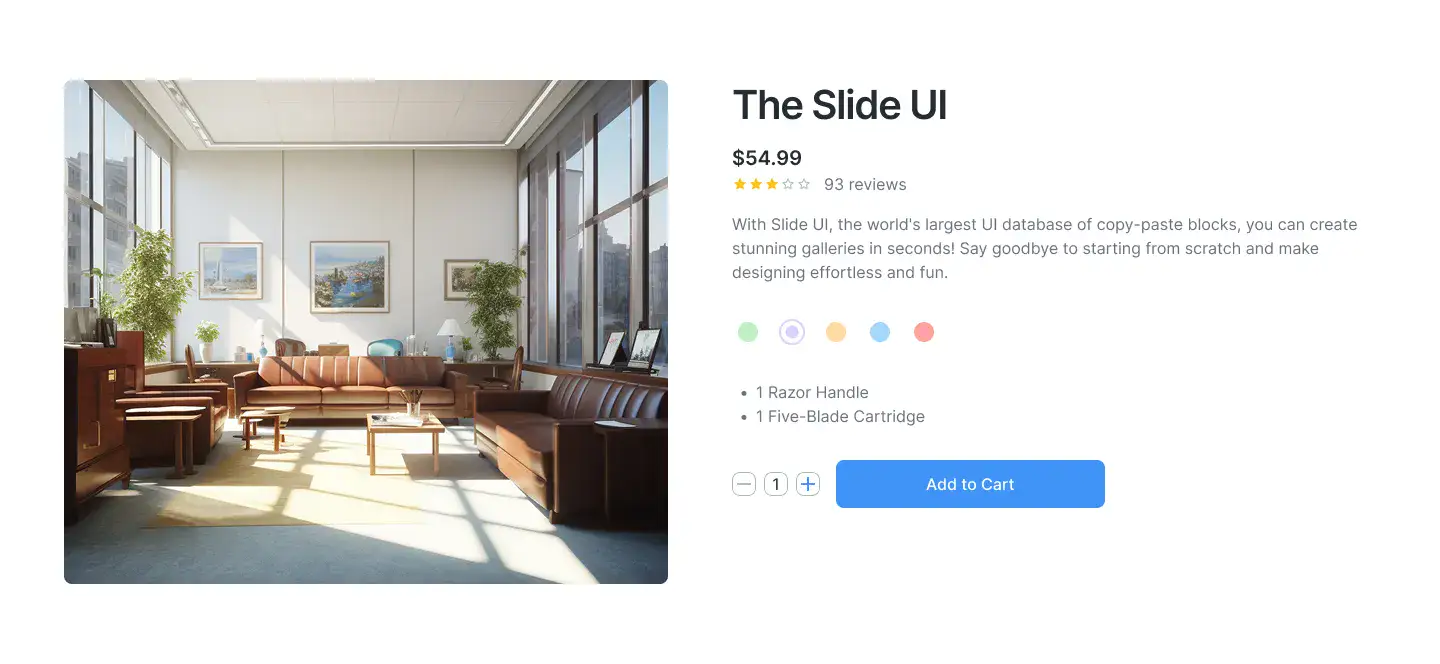 The Slide UI
$54.99
93 reviews
With Slide UI, the world's largest UI database of copy-paste blocks, you can create
stunning galleries in seconds! Say goodbye to starting from scratch and make
designing effortless and fun.
1 Razor Handle
1 Five-Blade Cartridge
1
Add to Cart